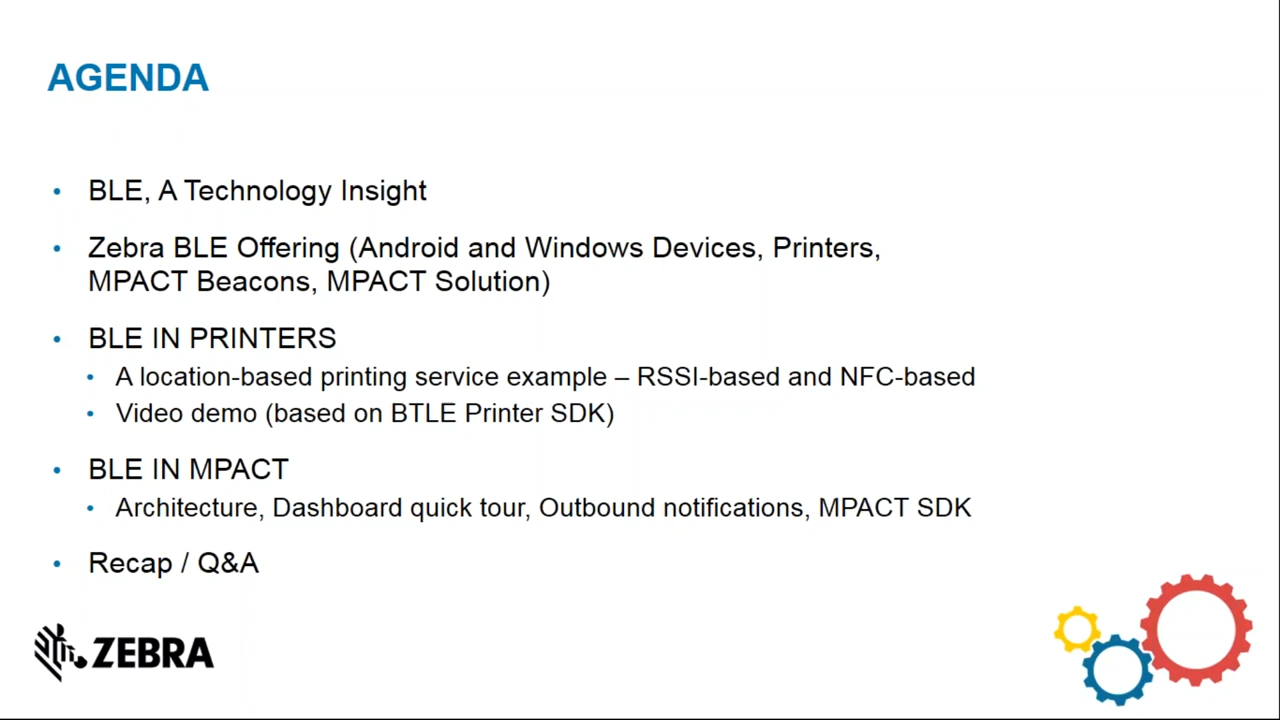 AGENDA
• BLE, A Technology Insight
• Zebra BLE Offering (Android and Windows Devices, Printers,
MPACT Beacons, MPACT Solution)
• BLE IN PRINTERS
• A location-based printing service example – RSSI-based and NFC-based
• Video demo (based on BTLE Printer SDK)
• BLE IN MPACT
• Architecture, Dashboard quick tour, Outbound notifications, MPACT SDK
• Recap / Q&A
ZEBRA